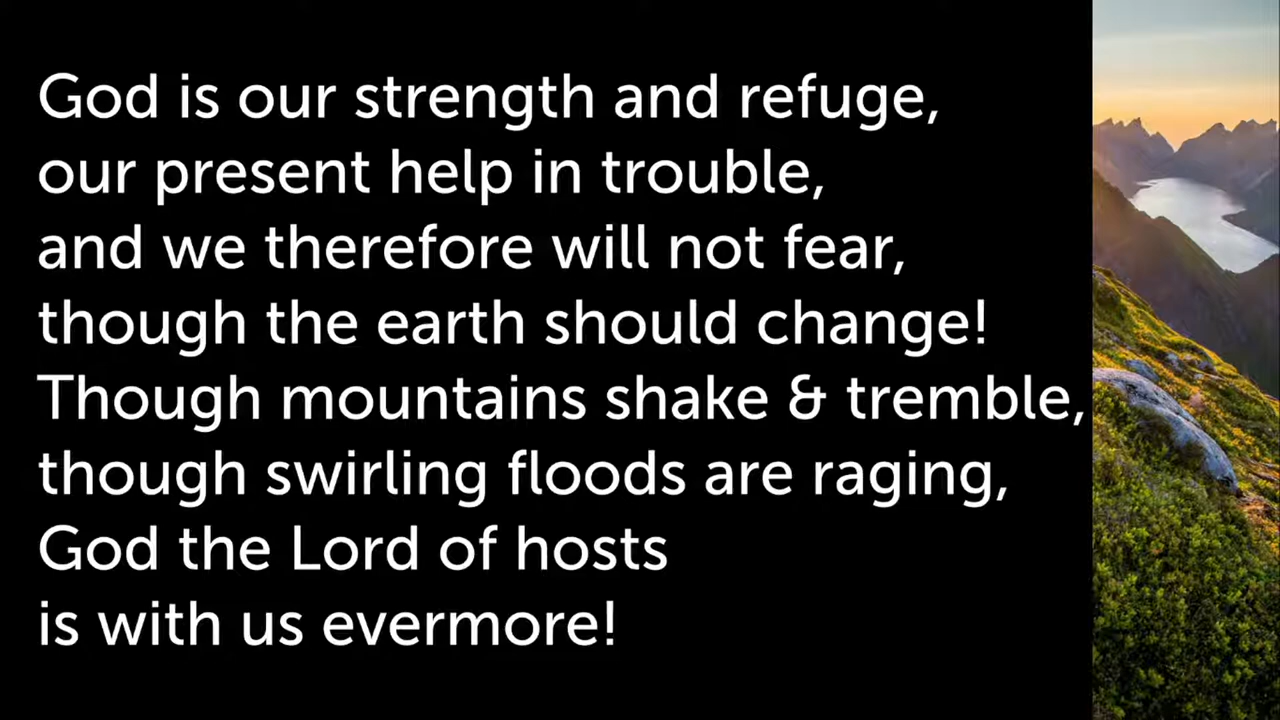 God is our strength and refuge,
our present help in trouble,
and we therefore will not fear,
though the earth should change!
Though mountains shake & tremble,
though swirling floods are raging,
God the Lord of hosts
is with us evermore!